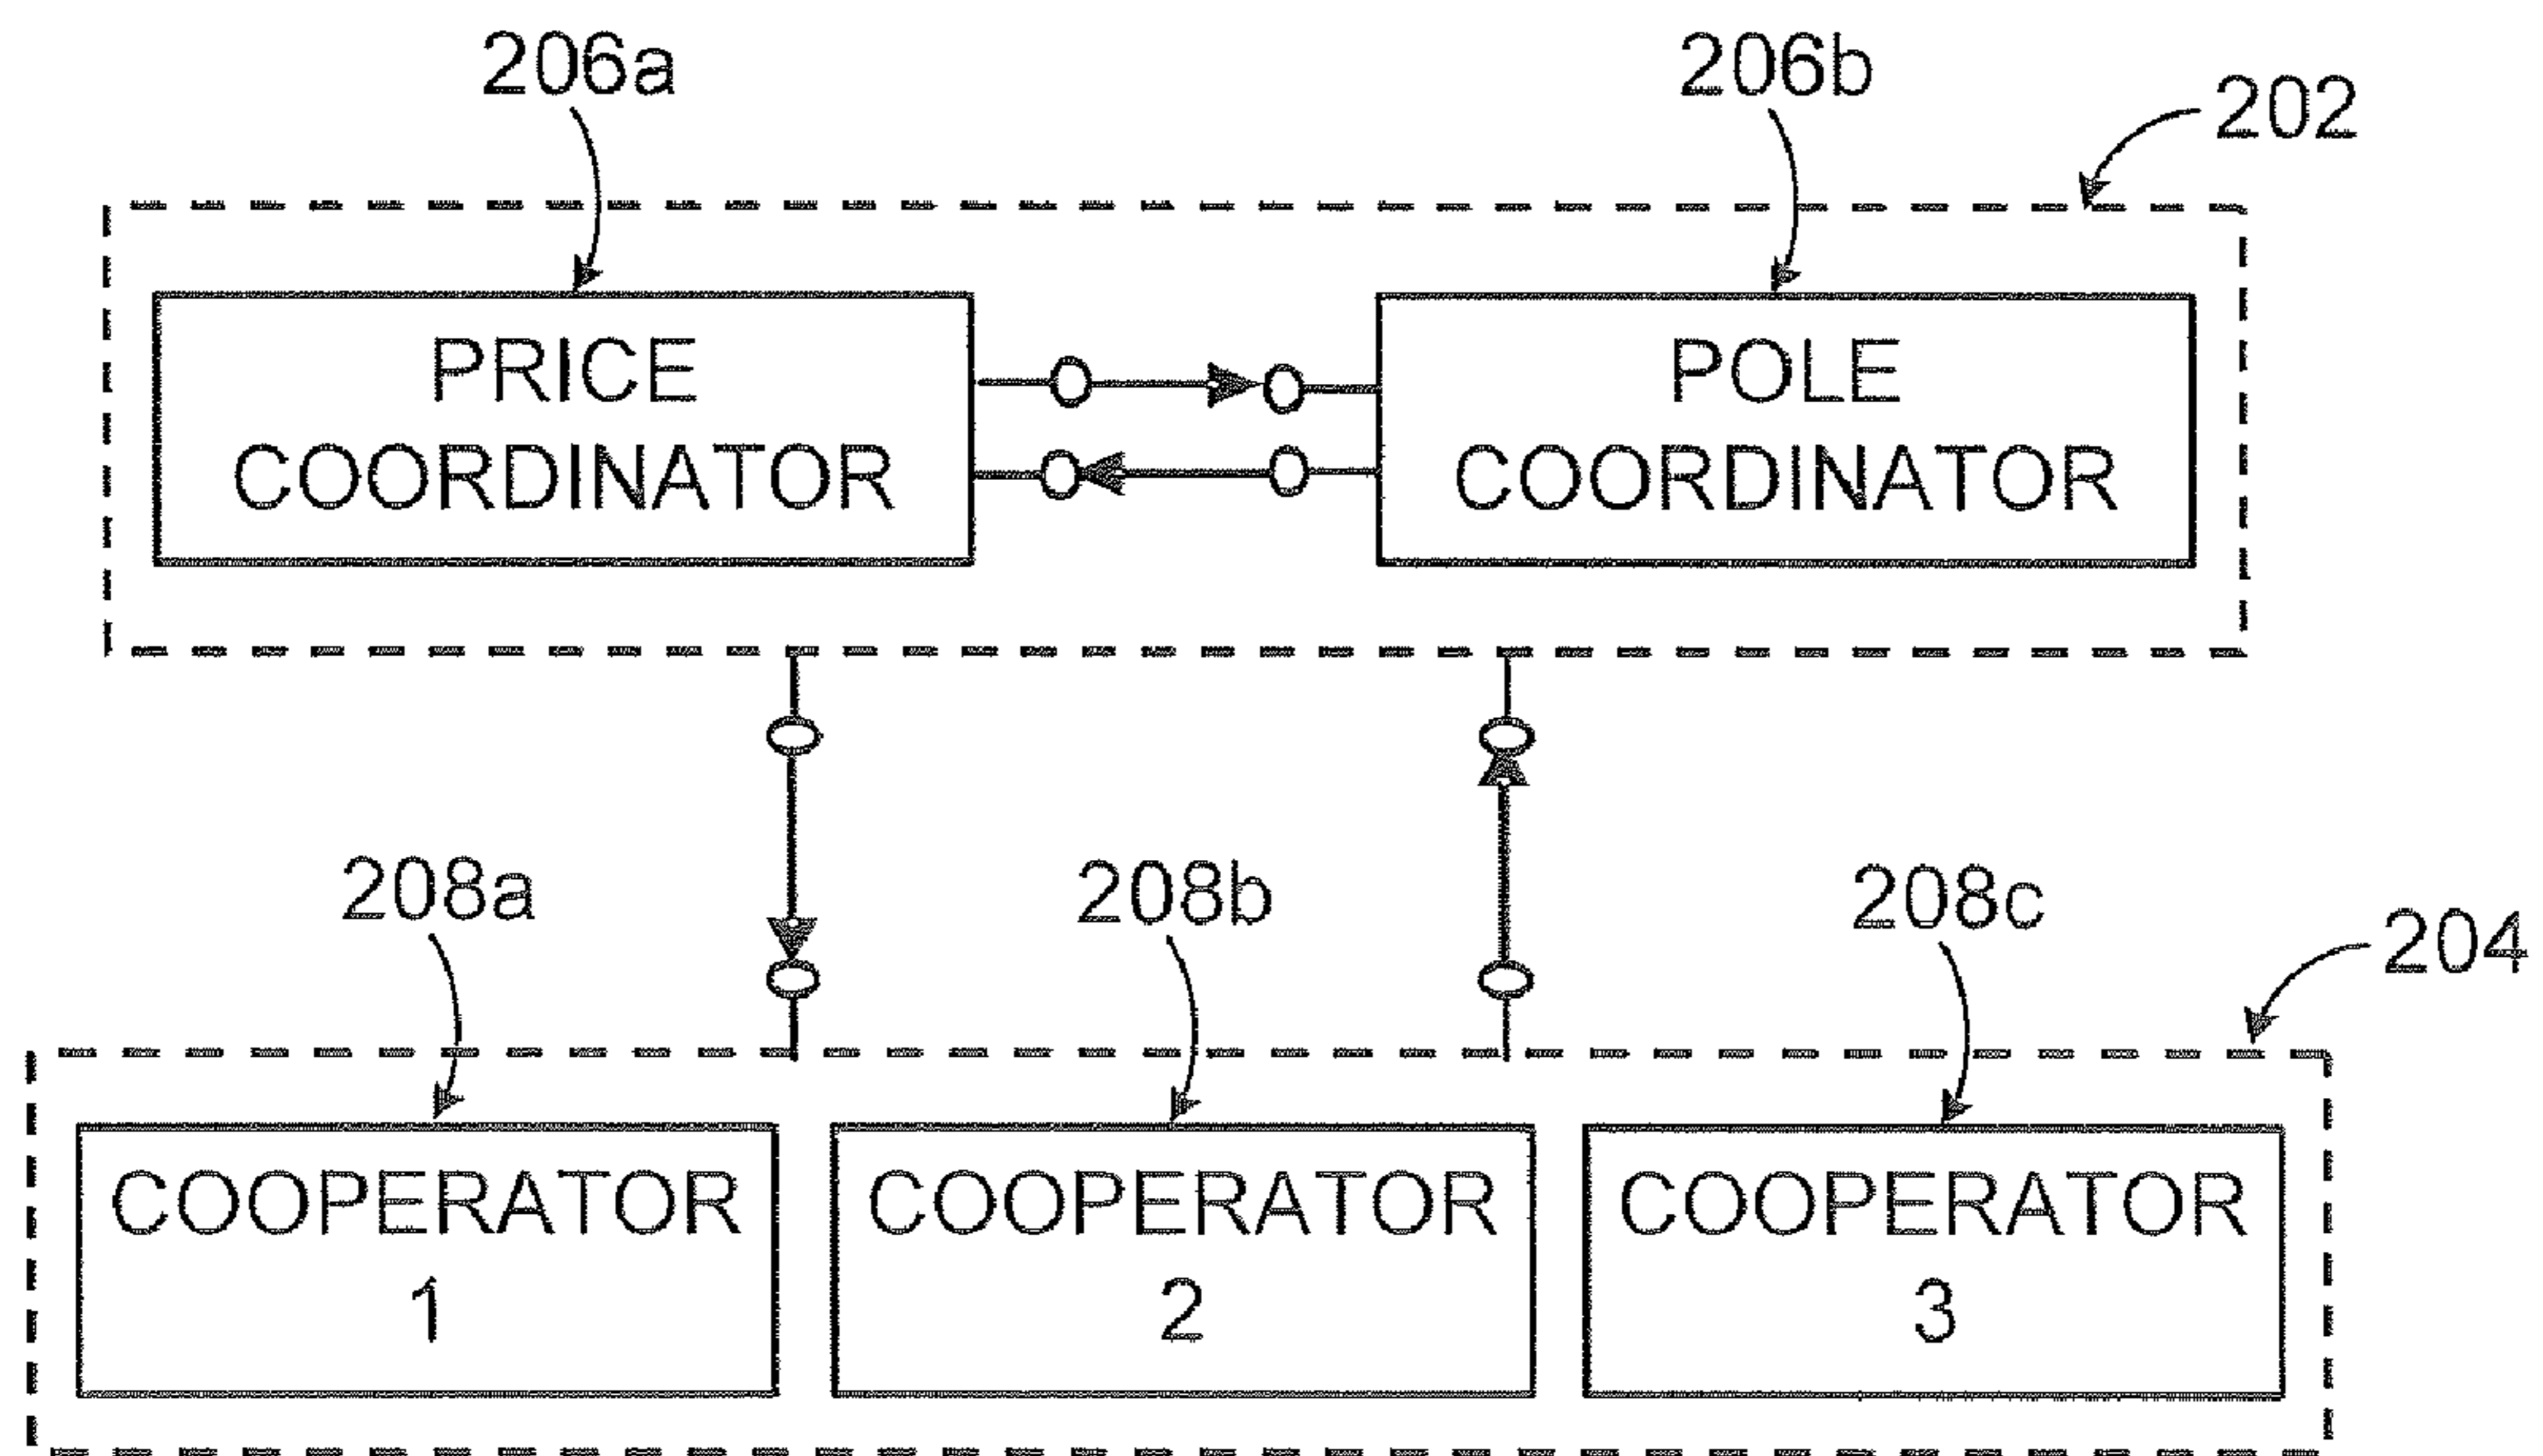 206a
206b
202
PRICE
COORDINATOR
POLE
COORDINATOR
208a
208b
208c
204
COOPERATOR
1
COOPERATOR
2
COOPERATOR
3